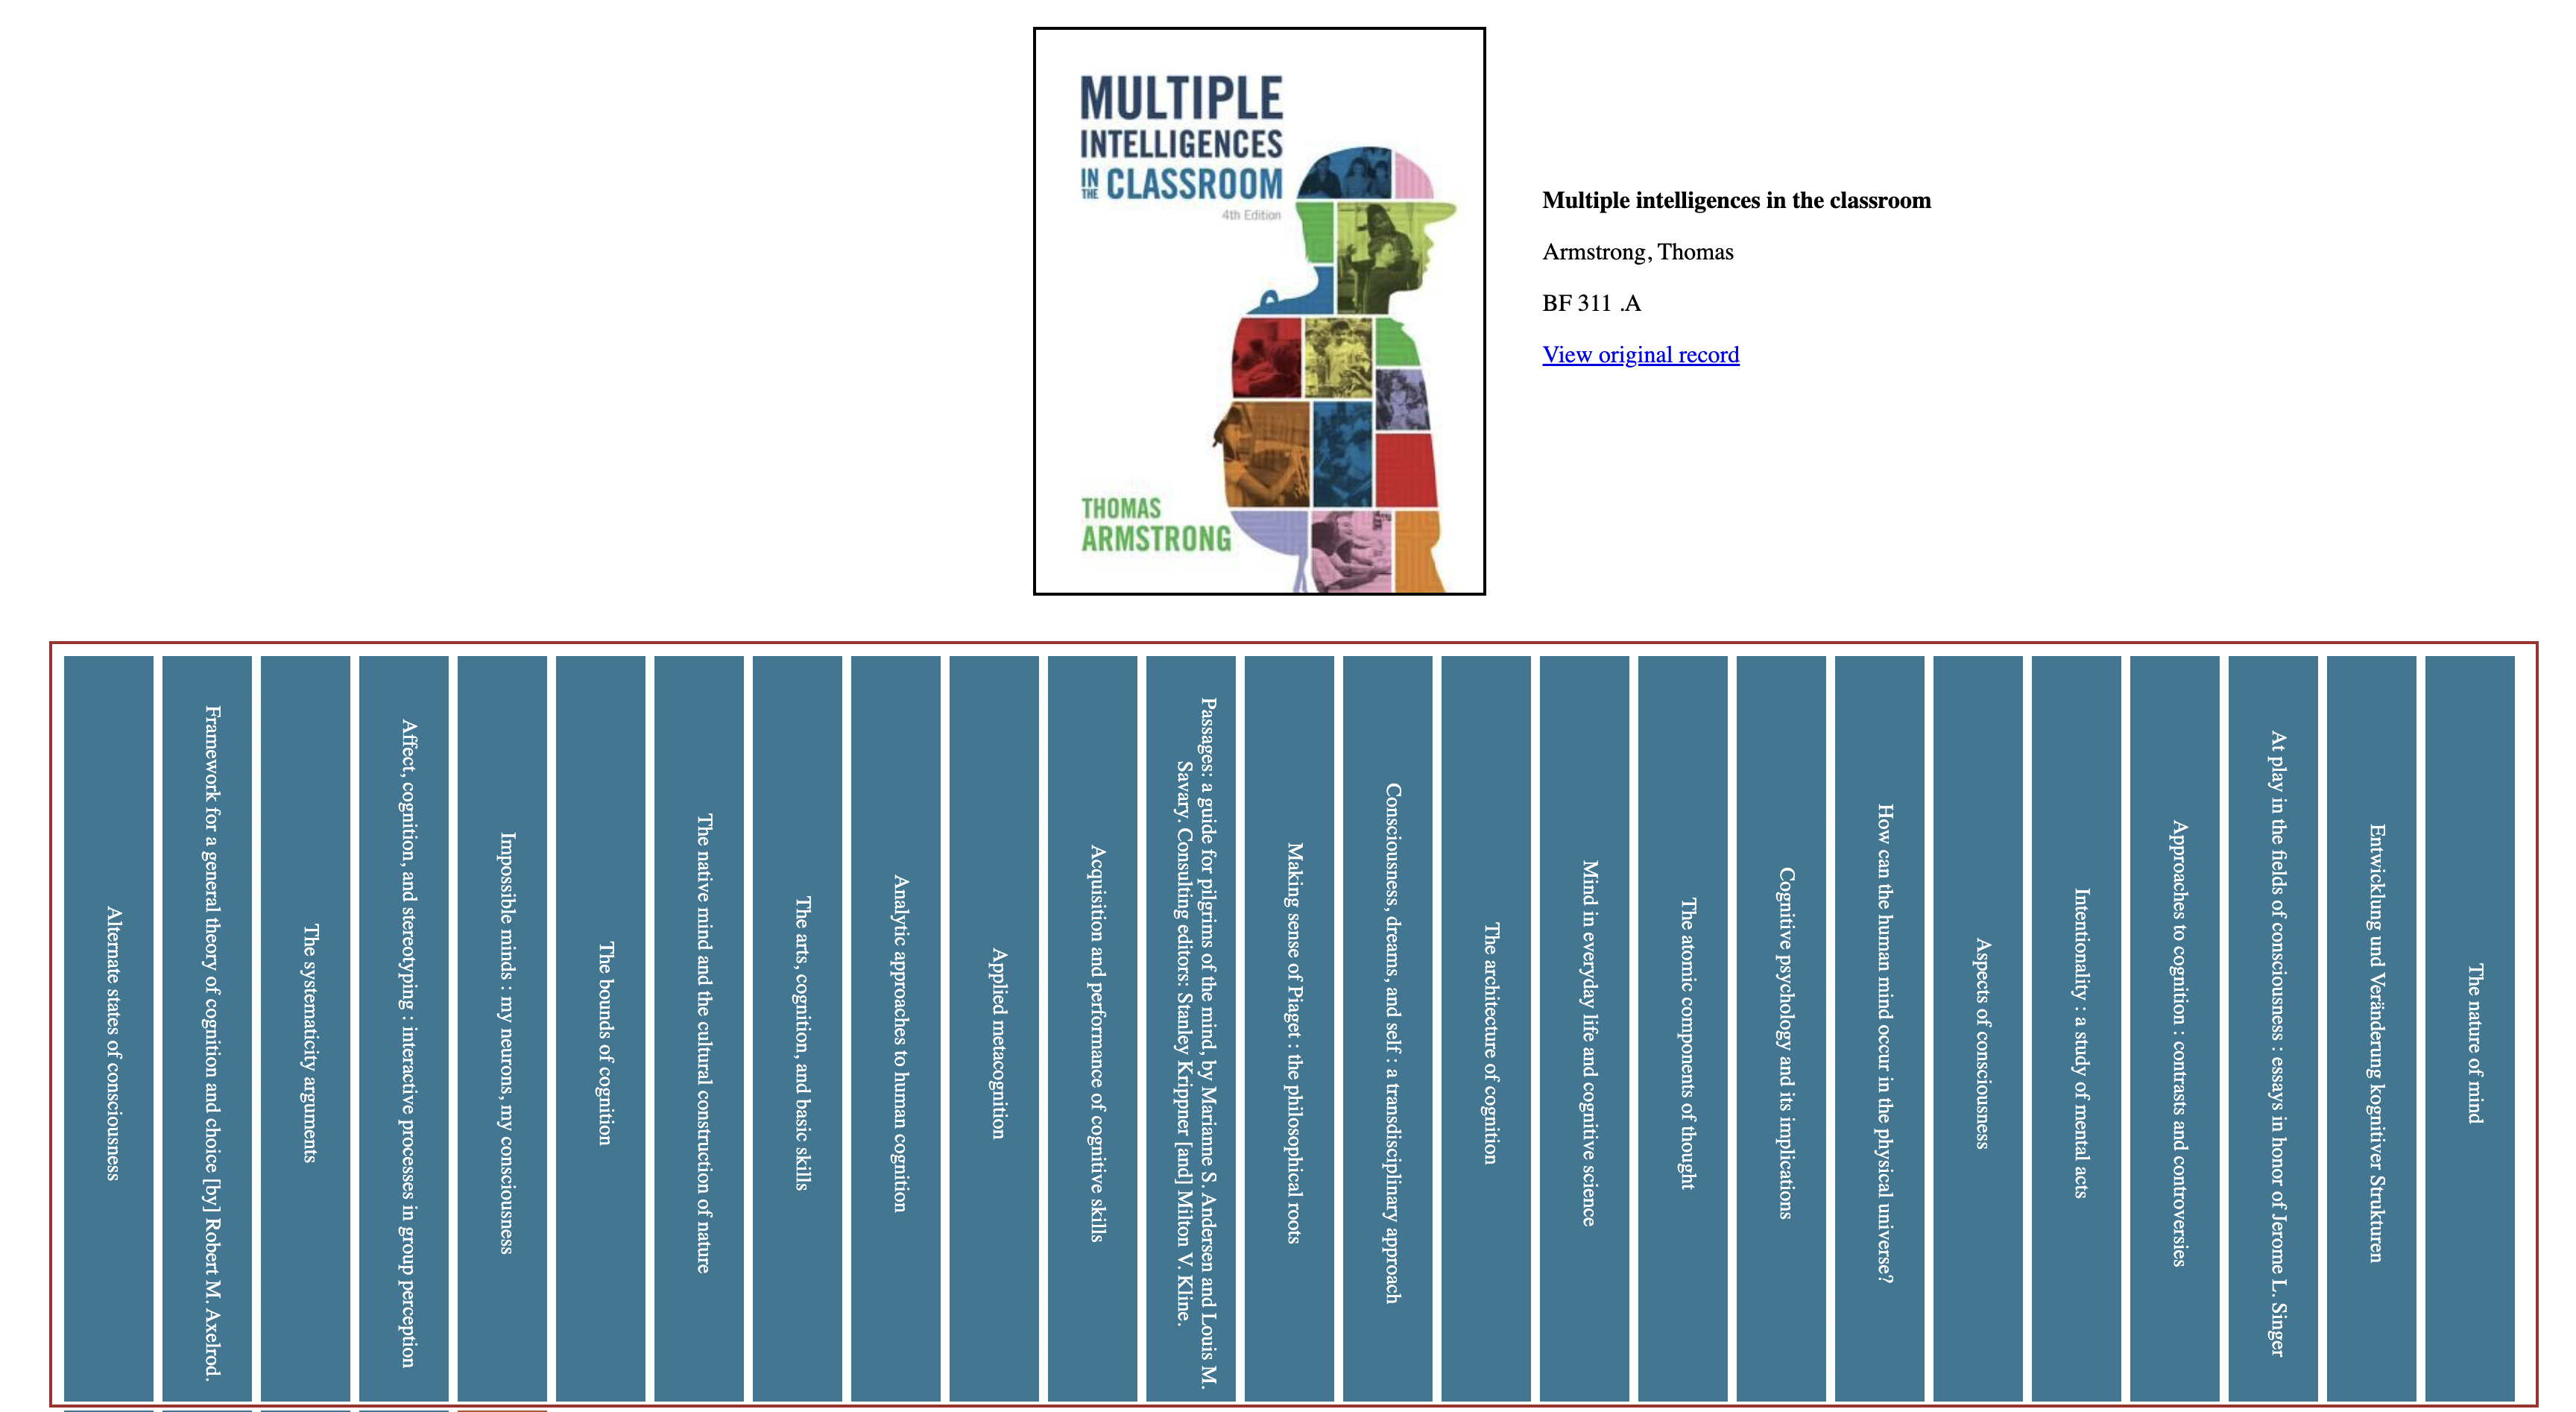 MULTIPLE
INTELLIGENCES
IN THE CLASSROOM
4th Edition
THOMAS
ARMSTRONG
Multiple intelligences in the classroom
Armstrong, Thomas
BF 311 .A
View original record
Alternate states of consciousness
Framework for a general theory of cognition and choice [by] Robert M. Axelrod.
The systematicity arguments
Affect, cognition, and stereotyping : interactive processes in group perception
Impossible minds : my neurons, my consciousness
The bounds of cognition
The native mind and the cultural construction of nature
The arts, cognition, and basic skills
Analytic approaches to human cognition
Applied metacognition
Acquisition and performance of cognitive skills
Passages: a guide for pilgrims of the mind, by Marianne S. Andersen and Louis M.
Savary. Consulting editors: Stanley Krippner [and] Milton V. Kline.
Making sense of Piaget : the philosophical roots
Consciousness, dreams, and self : a transdisciplinary approach
The architecture of cognition
Mind in everyday life and cognitive science
The atomic components of thought
Cognitive psychology and its implications
How can the human mind occur in the physical universe?
Aspects of consciousness
Intentionality : a study of mental acts
Approaches to cognition : contrasts and controversies
At play in the fields of consciousness : essays in honor of Jerome L. Singer
Entwicklung und Veränderung kognitiver Strukturen
The nature of mind